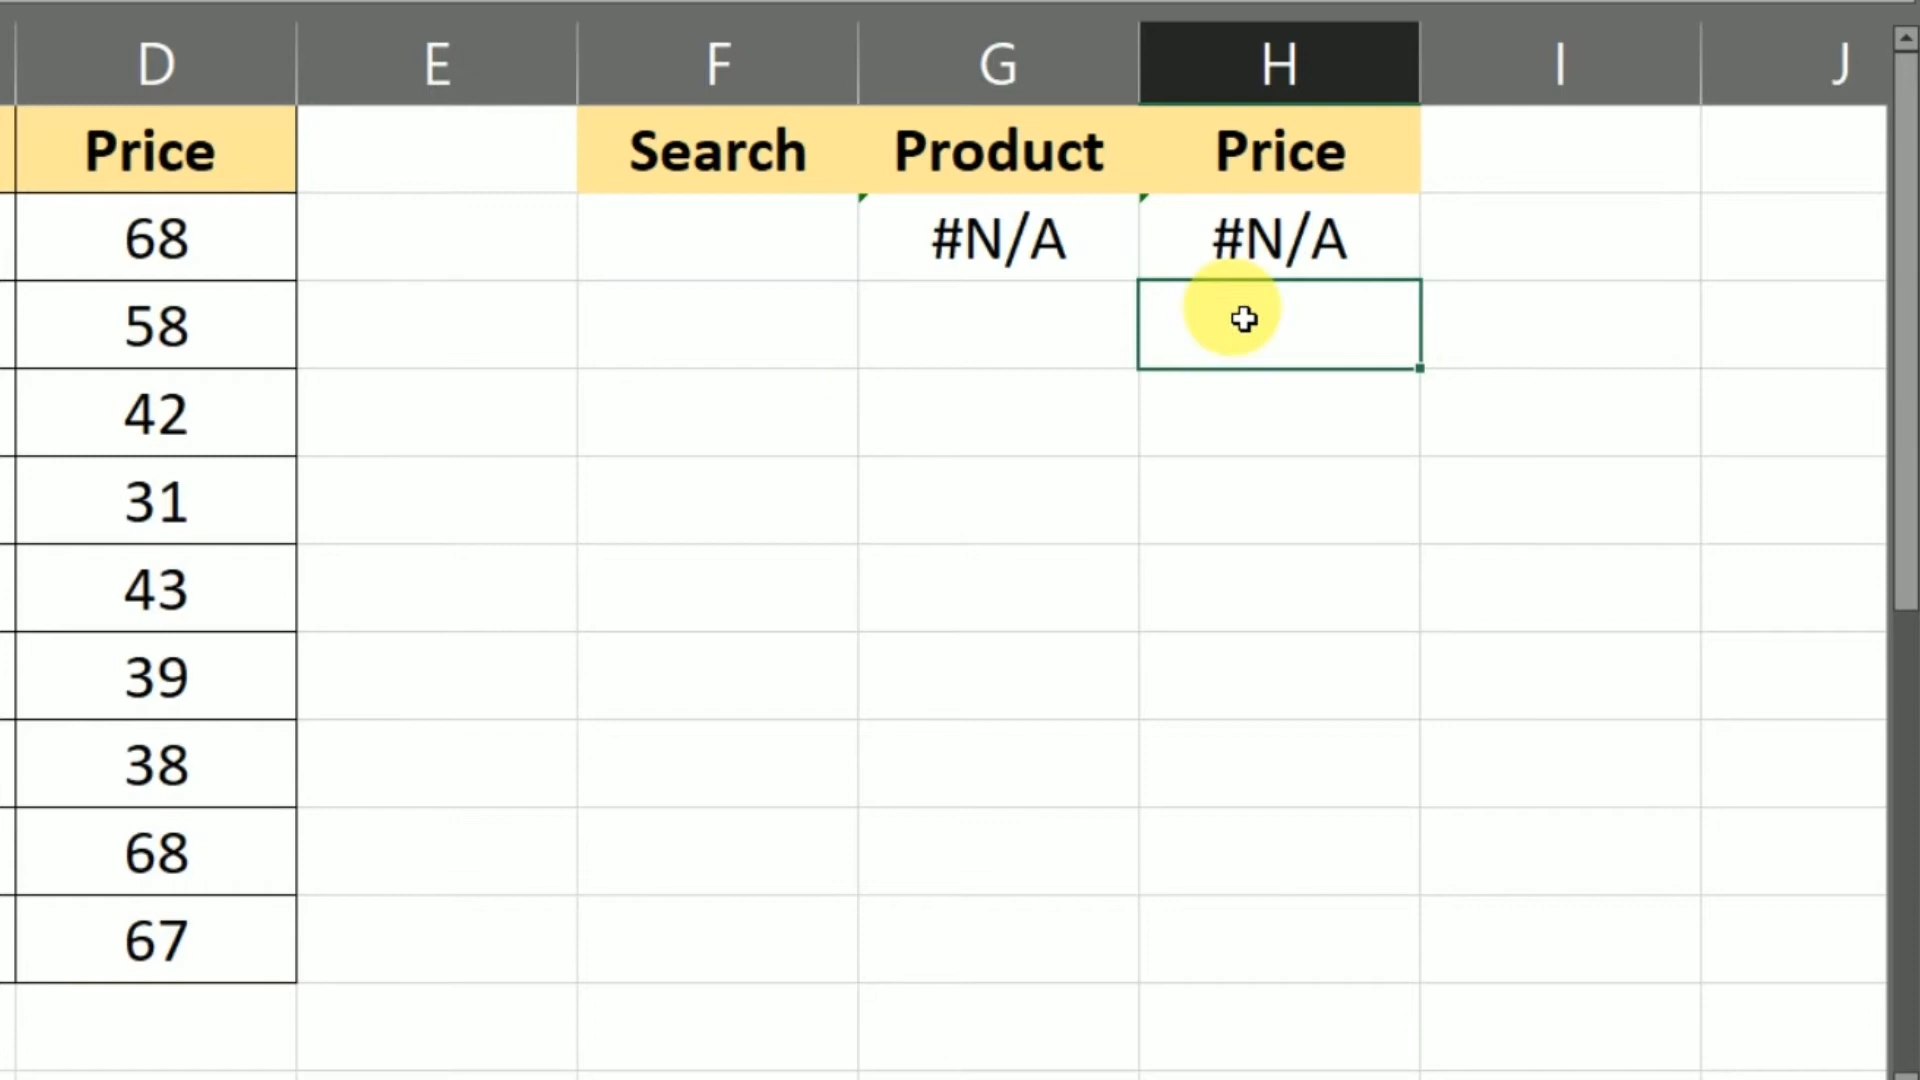 D E F G H I J
Price Search Product Price
68 #N/A #N/A
58
42
31
43
39
38
68
67